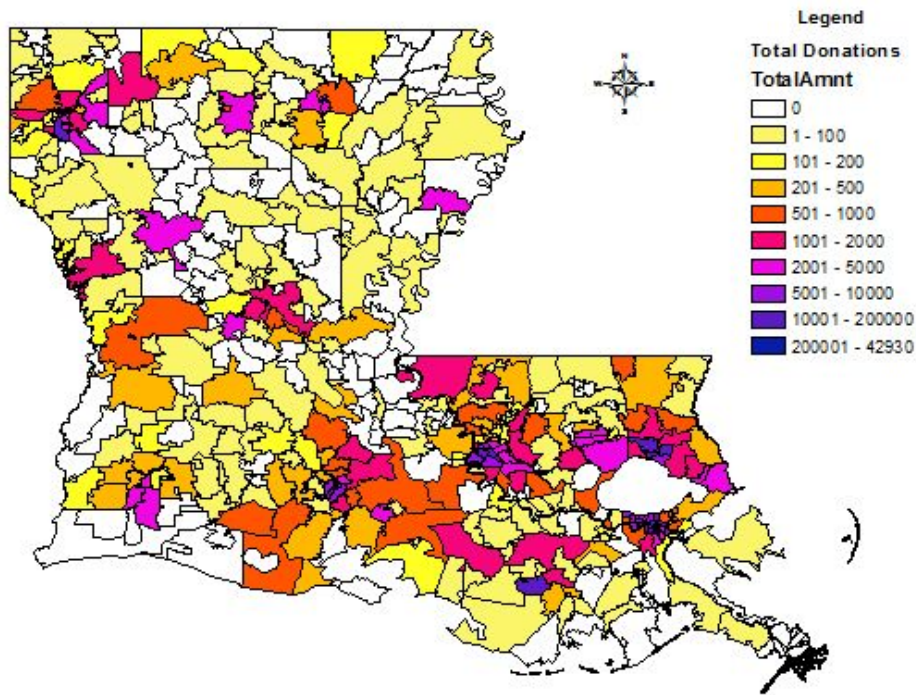 Legend
Total Donations
TotalAmnt
0
1 - 100
101 - 200
201 - 500
501 - 1000
1001 - 2000
2001 - 5000
5001 - 10000
10001 - 200000
200001 - 42930
N
W
E
S